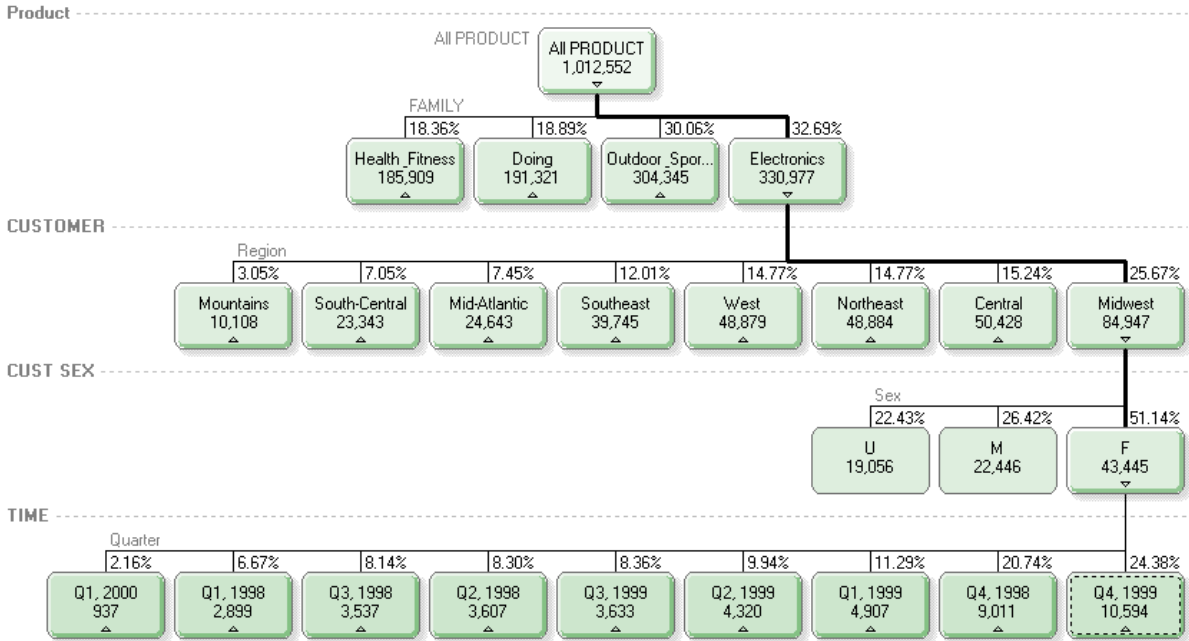 Product
All PRODUCT
All PRODUCT
1,012,552
FAMILY
18.36% 18.89% 30.06% 32.69%
Health_Fitness Doing Outdoor_Spor... Electronics
185,909 191,321 304,345 330,977
CUSTOMER
Region
3.05% 7.05% 7.45% 12.01% 14.77% 14.77% 15.24% 25.67%
Mountains South-Central Mid-Atlantic Southeast West Northeast Central Midwest
10,108 23,343 24,643 39,745 48,879 48,884 50,428 84,947
CUST SEX
Sex
22.43% 26.42% 51.14%
U M F
19,056 22,446 43,445
TIME
Quarter
2.16% 6.67% 8.14% 8.30% 8.36% 9.94% 11.29% 20.74% 24.38%
Q1, 2000 Q1, 1998 Q3, 1998 Q2, 1998 Q3, 1999 Q2, 1999 Q1, 1999 Q4, 1998 Q4, 1999
937 2,899 3,537 3,607 3,633 4,320 4,907 9,011 10,594